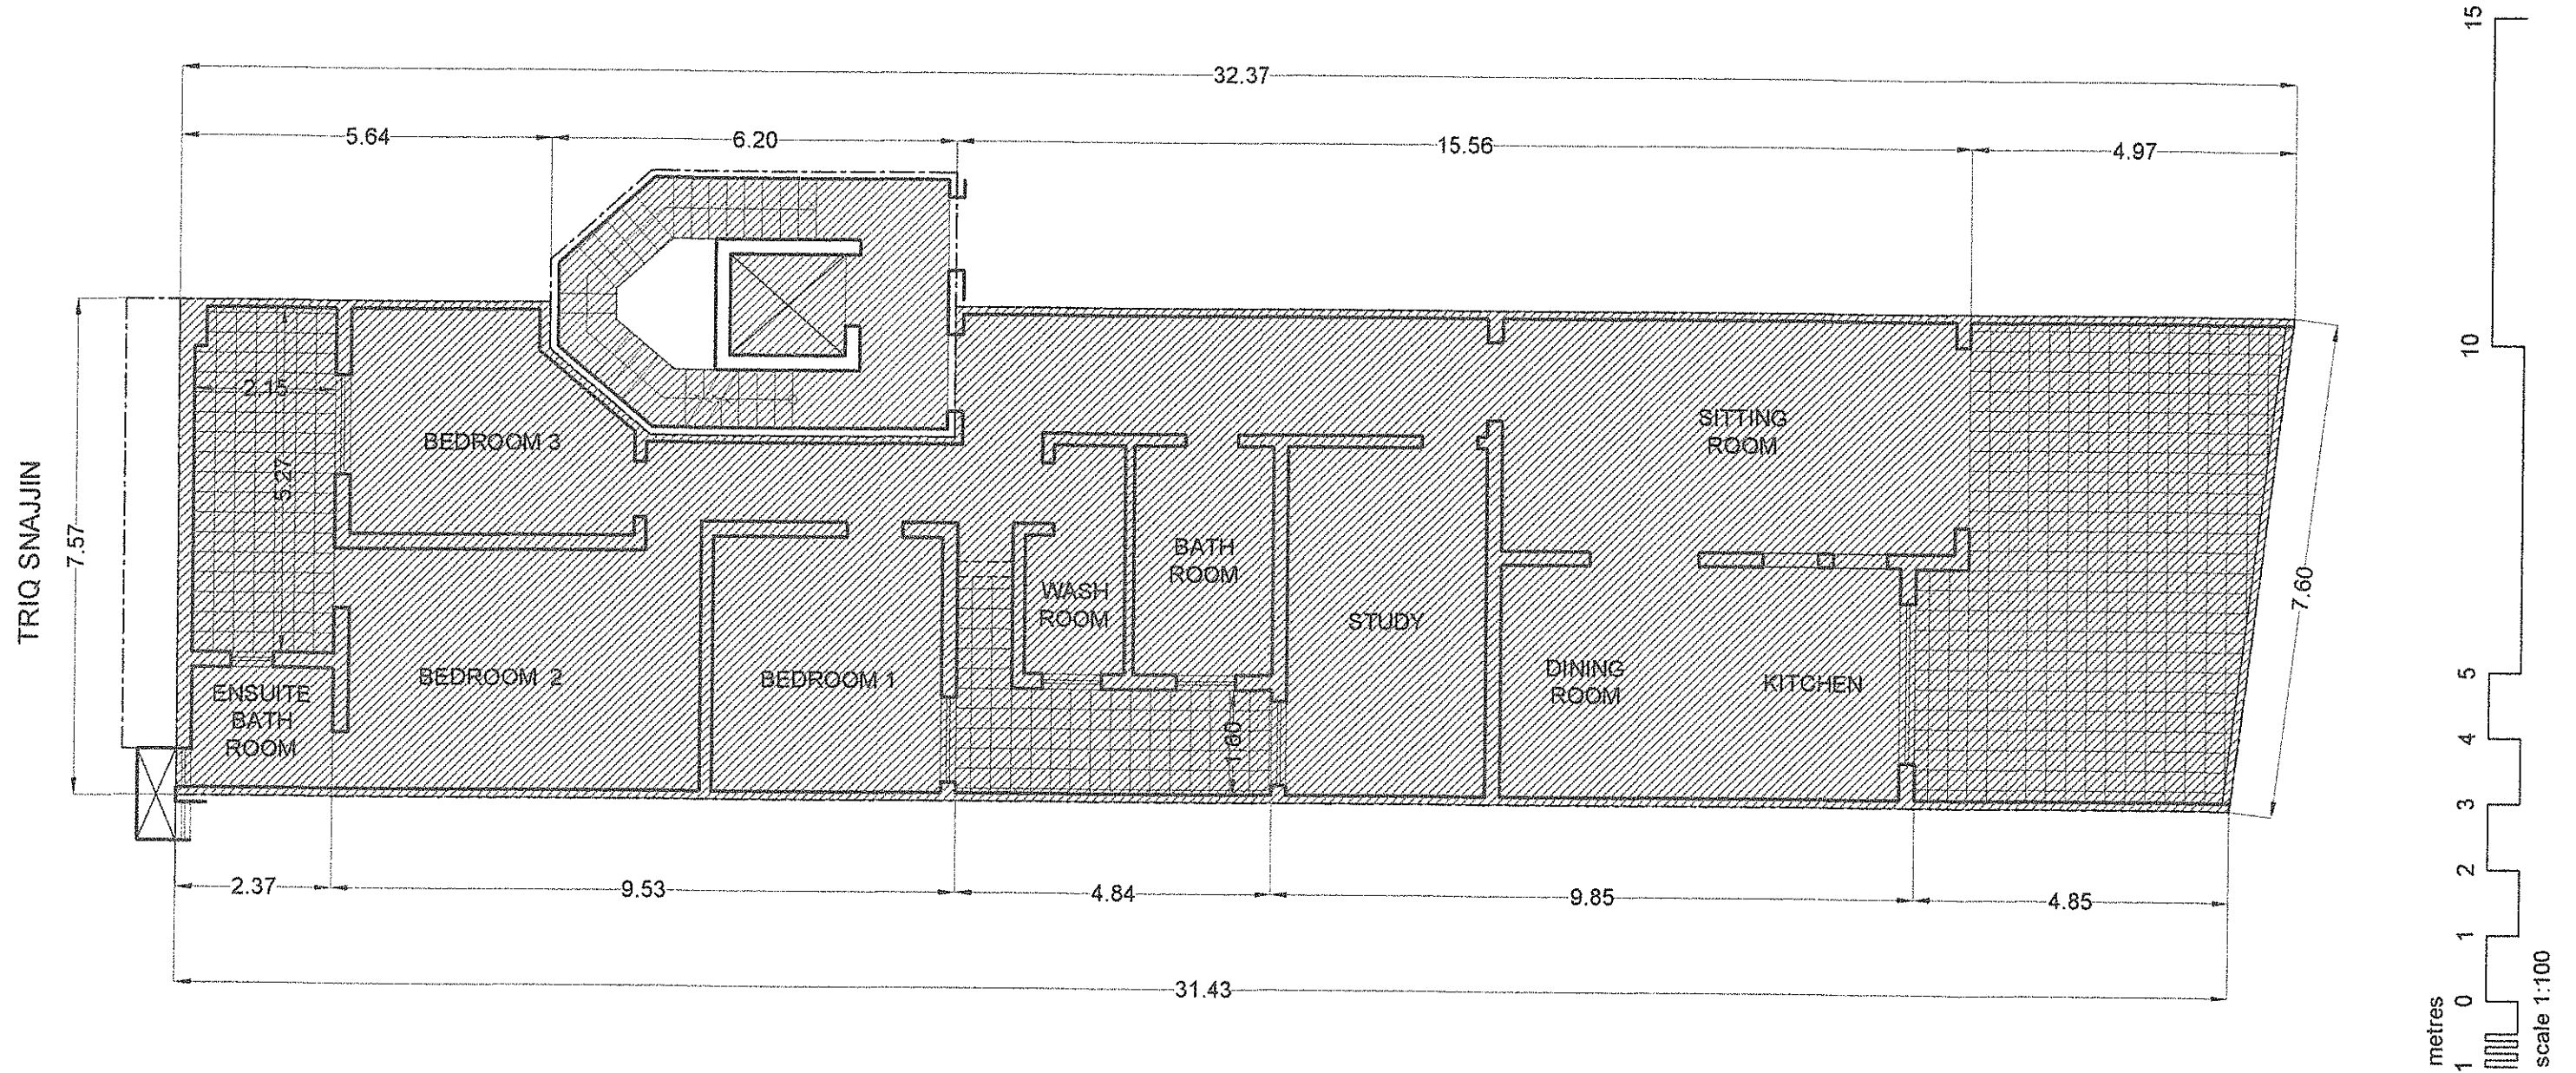 32.37
5.64
6.20
15.56
4.97
TRIQ SNAJJIN
7.57
2.15
5.27
BEDROOM 3
SITTING
ROOM
BATH
ROOM
WASH
ROOM
STUDY
7.60
ENSUITE
BATH
ROOM
BEDROOM 2
BEDROOM 1
1.60
DINING
ROOM
KITCHEN
2.37
9.53
4.84
9.85
4.85
31.43
15
10
5
4
3
2
1
0
1
metres
scale 1:100